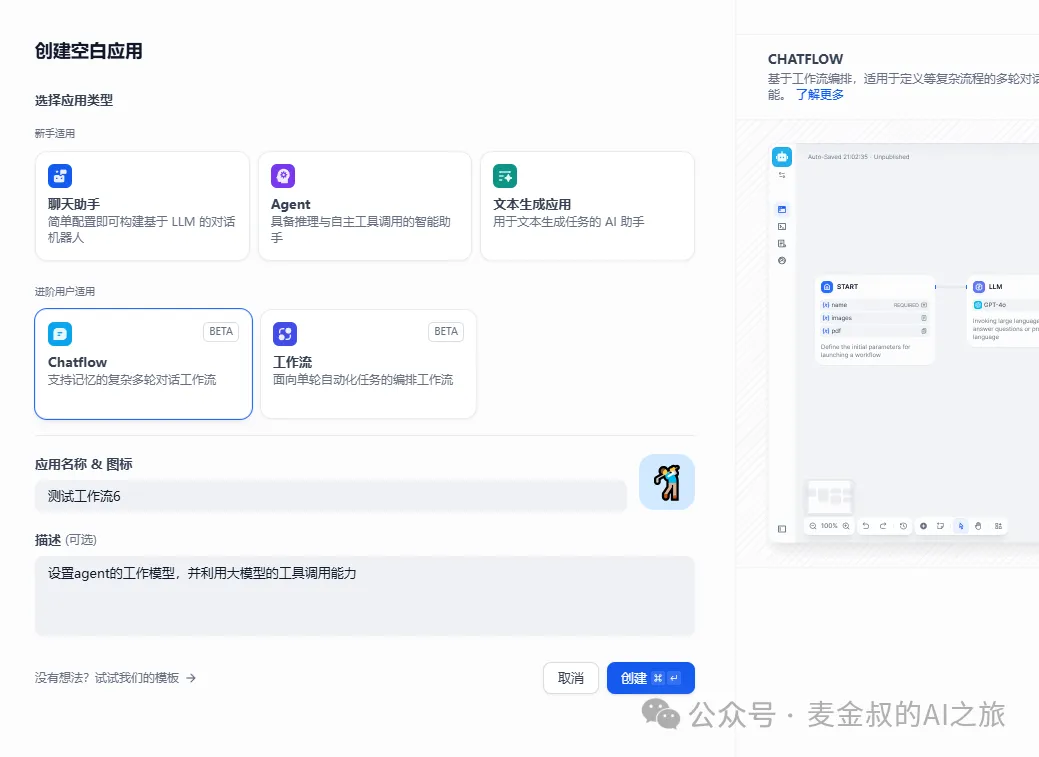 创建空白应用
选择应用类型
新手适用
聊天助手
简单配置即可构建基于 LLM 的对话
机器人
Agent
具备推理与自主工具调用的智能助
手
文本生成应用
用于文本生成任务的 AI 助手
进阶用户适用
BETA
Chatflow
支持记忆的复杂多轮对话工作流
BETA
工作流
面向单轮自动化任务的编排工作流
应用名称 & 图标
测试工作流6
描述 (可选)
设置agent的工作模型，并利用大模型的工具调用能力
没有想法？试试我们的模板 →
取消
创建 ⌘ ↵
CHATFLOW
基于工作流编排，适用于定义等复杂流程的多轮对话
能。 了解更多
Auto-Saved 21:02:35 · Unpublished
START
{x} name REQUIRED
{x} images
{x} pdf
Define the initial parameters for
launching a workflow
LLM
GPT-4o
Invoking large language
answer questions or pr
language
100%
公众号 · 麦金叔的AI之旅